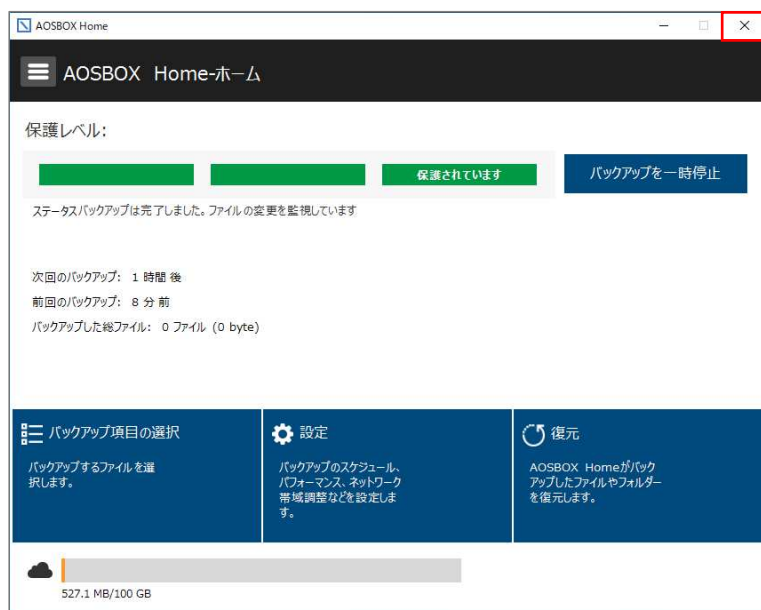 AOSBOX Home
AOSBOX Home-ホーム
保護レベル:
保護されています
バックアップを一時停止
ステータスバックアップは完了しました。ファイルの変更を監視しています
次回のバックアップ: 1 時間 後
前回のバックアップ: 8 分 前
バックアップした総ファイル: 0 ファイル (0 byte)
バックアップ項目の選択
バックアップするファイルを選
択します。
設定
バックアップのスケジュール、
パフォーマンス、ネットワーク
帯域調整などを設定しま
す。
復元
AOSBOX Homeがバック
アップしたファイルやフォルダー
を復元します。
527.1 MB/100 GB